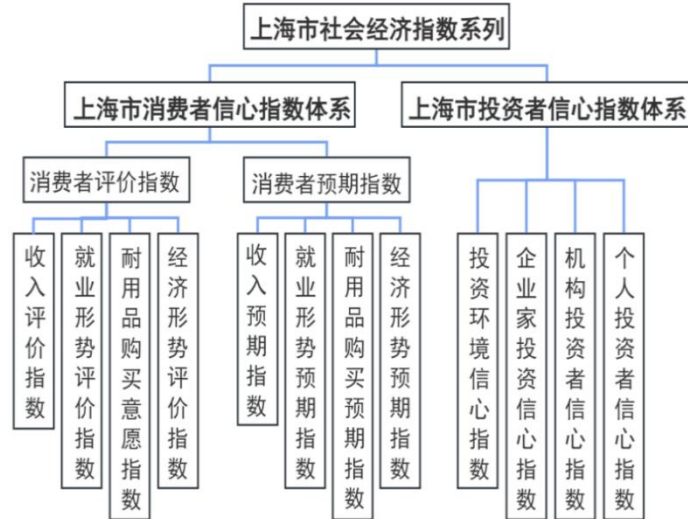 上海市社会经济指数系列
上海市消费者信心指数体系
上海市投资者信心指数体系
消费者评价指数
消费者预期指数
收入评价指数
就业形势评价指数
耐用品购买意愿指数
经济形势评价指数
收入预期指数
就业形势预期指数
耐用品购买预期指数
经济形势预期指数
投资环境信心指数
企业家投资信心指数
机构投资者信心指数
个人投资者信心指数